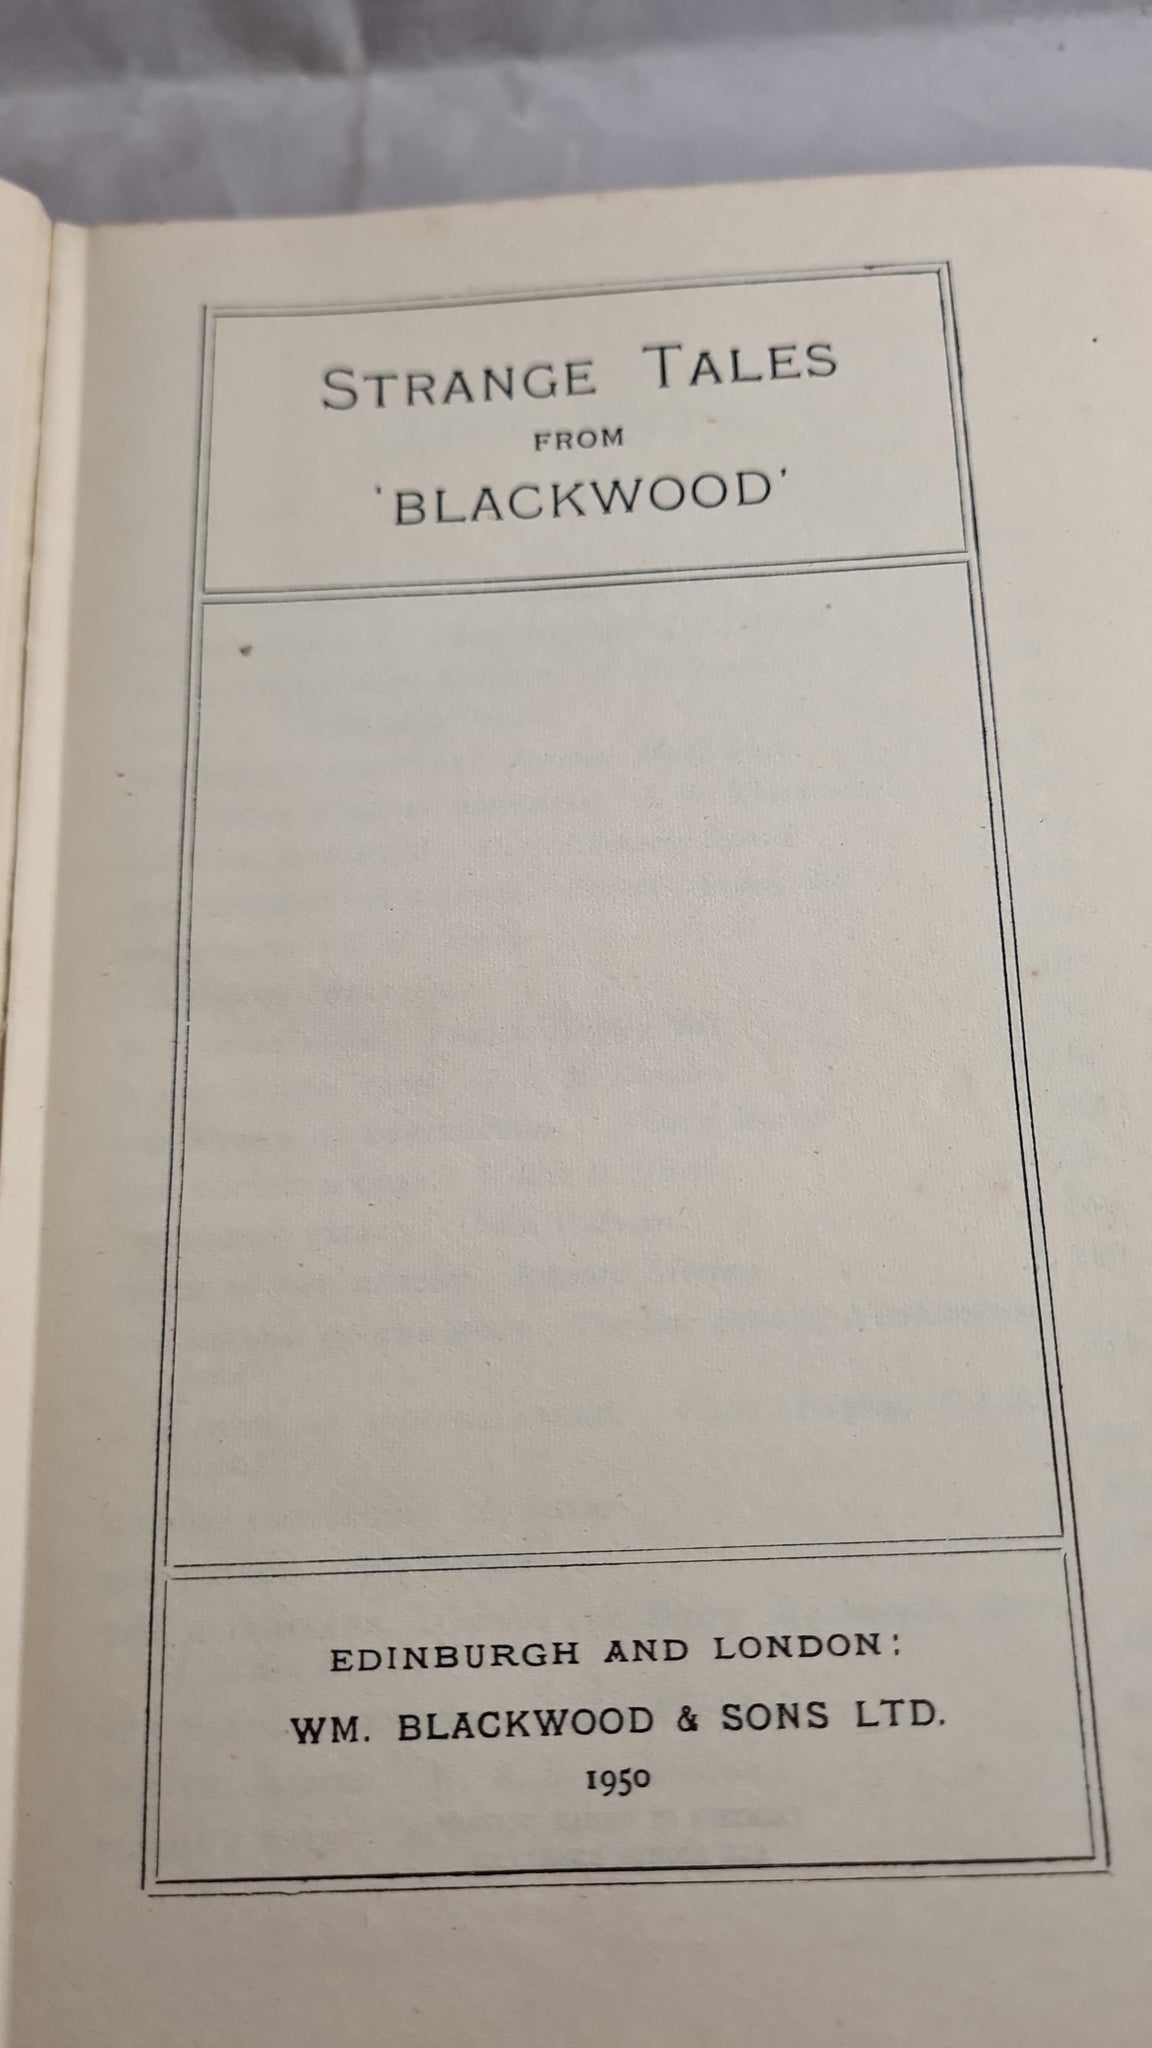 STRANGE TALES
FROM
'BLACKWOOD'
EDINBURGH AND LONDON:
WM. BLACKWOOD & SONS LTD.
1950